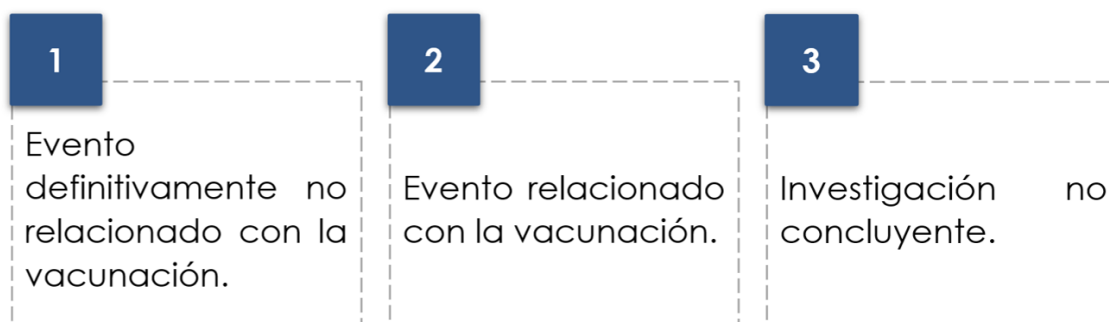 1
Evento
definitivamente no
relacionado con la
vacunación.
2
Evento relacionado
con la vacunación.
3
Investigación no
concluyente.